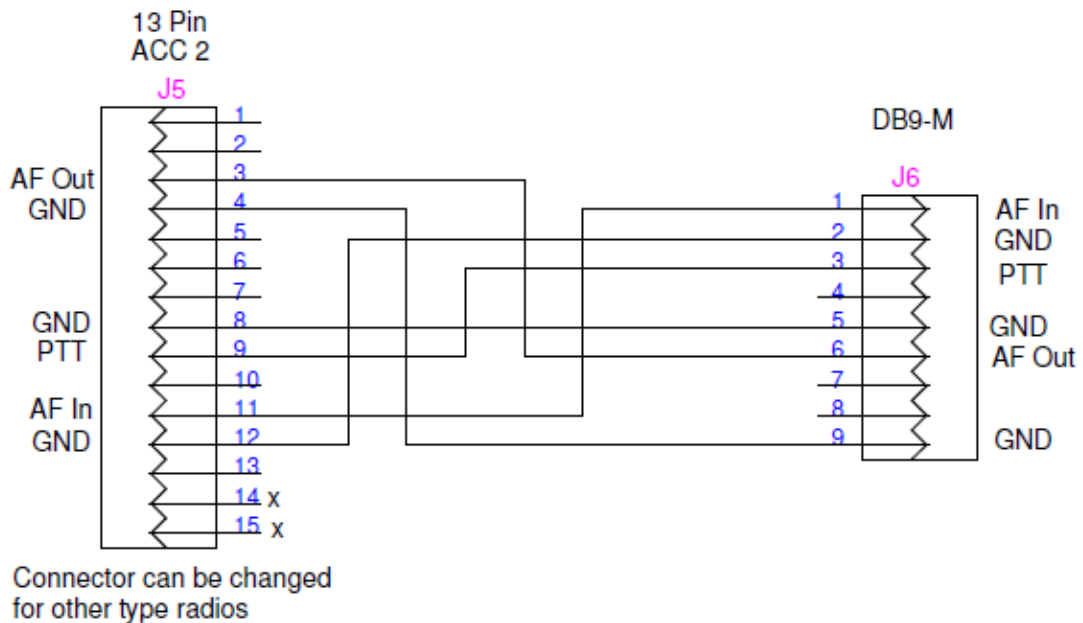 13 Pin
ACC 2
J5
1
2
AF Out 3
GND 4
5
6
7
GND 8
PTT 9
10
AF In 11
GND 12
13
14 x
15 x
Connector can be changed
for other type radios
DB9-M
J6
1 AF In
2 GND
3 PTT
4
5 GND
6 AF Out
7
8
9 GND